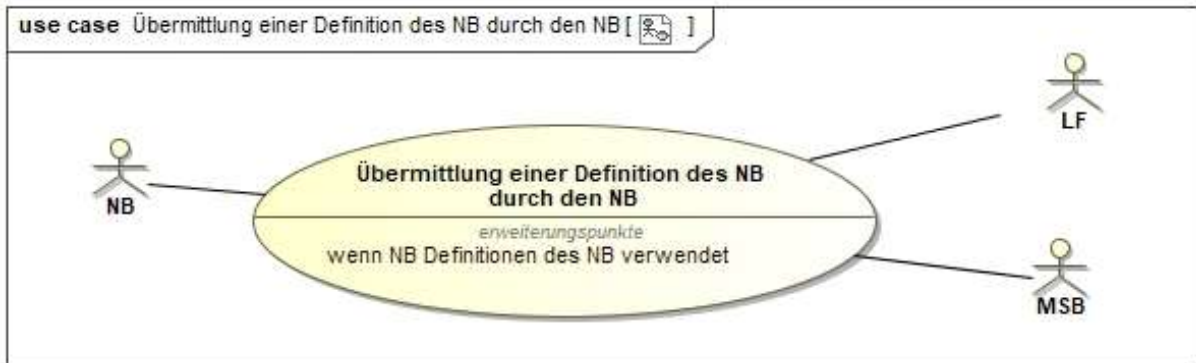 use case Übermittlung einer Definition des NB durch den NB [ ]
LF
NB
Übermittlung einer Definition des NB
durch den NB
erweiterungspunkte
wenn NB Definitionen des NB verwendet
MSB